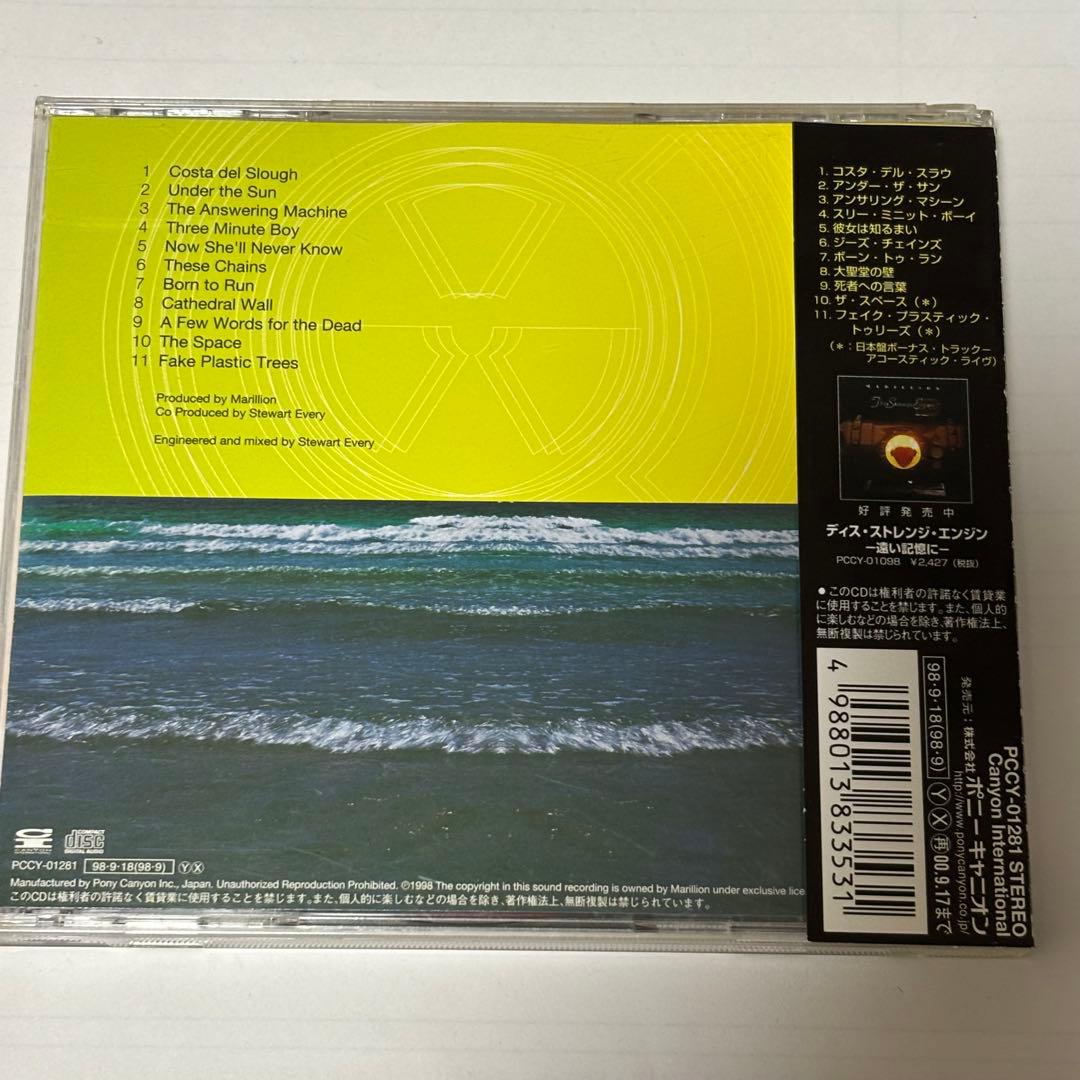 1 Costa del Slough
2 Under the Sun
3 The Answering Machine
4 Three Minute Boy
5 Now She'll Never Know
6 These Chains
7 Born to Run
8 Cathedral Wall
9 A Few Words for the Dead
10 The Space
11 Fake Plastic Trees
Produced by Marillion
Co Produced by Stewart Every
Engineered and mixed by Stewart Every
COMPACT
disc
DIGITAL AUDIO
PCCY-01281 98・9・18(98・9) Ⓨ Ⓧ
Manufactured by Pony Canyon Inc., Japan. Unauthorized Reproduction Prohibited. ℗1998 The copyright in this sound recording is owned by Marillion under exclusive lice
このCDは権利者の許諾なく賃貸業に使用することを禁じます。また、個人的に楽しむなどの場合を除き、著作権法上、無断複製は禁じられています。
1. コスタ・デル・スラウ
2. アンダー・ザ・サン
3. アンサリング・マシーン
4. スリー・ミニット・ボーイ
5. 彼女は知るまい
6. ジーズ・チェインズ
7. ボーン・トゥ・ラン
8. 大聖堂の壁
9. 死者への言葉
10. ザ・スペース(＊)
11. フェイク・プラスティック・
トゥリーズ(＊)
(＊：日本盤ボーナス・トラックー
アコースティック・ライヴ)
MARILLION
好評発売中
ディス・ストレンジ・エンジン
ー遠い記憶にー
PCCY-01098 ¥2,427(税抜)
●このCDは権利者の許諾なく賃貸業
に使用することを禁じます。また、個人的
に楽しむなどの場合を除き、著作権法上、
無断複製は禁じられています。
4 988013 833531
98・9・18(98・9) Ⓨ Ⓧ 再 00.9.17まで
発売元：株式会社ポニーキャニオン
http://www.ponycanyon.co.jp/
Canyon International
PCCY-01281 STEREO